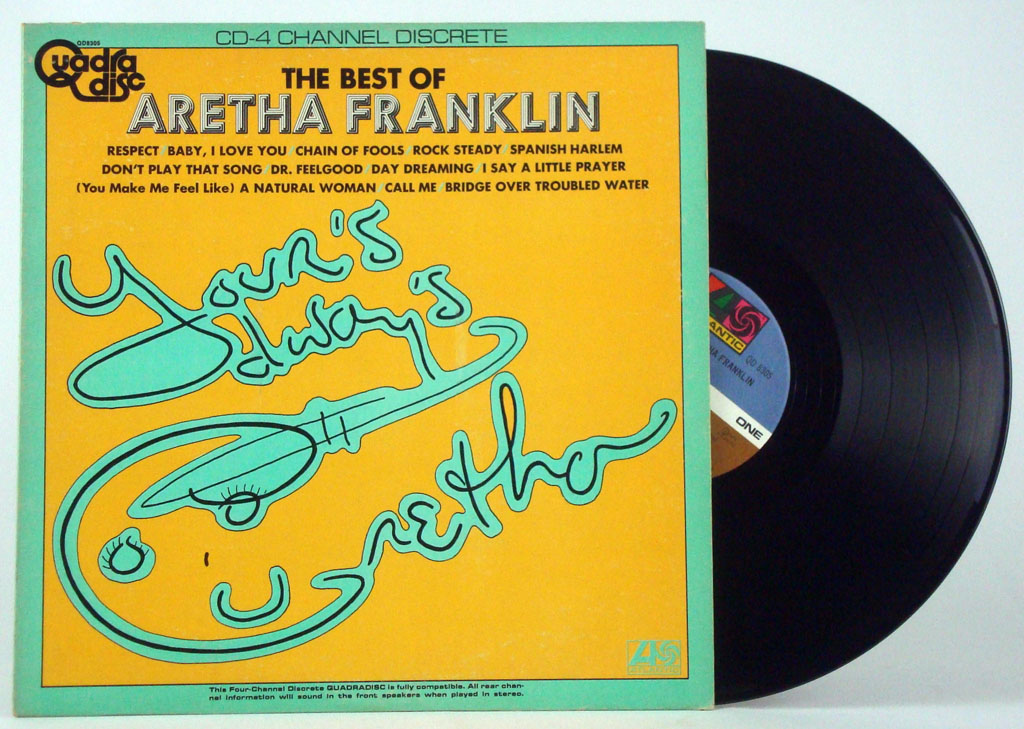 CD-4 CHANNEL DISCRETE
QD8305
Quadra
disc
THE BEST OF
ARETHA FRANKLIN
RESPECT / BABY, I LOVE YOU / CHAIN OF FOOLS / ROCK STEADY / SPANISH HARLEM
DON'T PLAY THAT SONG / DR. FEELGOOD / DAY DREAMING / I SAY A LITTLE PRAYER
(You Make Me Feel Like) A NATURAL WOMAN / CALL ME / BRIDGE OVER TROUBLED WATER
Your's
Alway's
Aretha
ANTIC
QD 8305
HA FRANKLIN
ONE
This Four-Channel Discrete QUADRADISC is fully compatible. All rear chan-
nel information will sound in the front speakers when played in stereo.